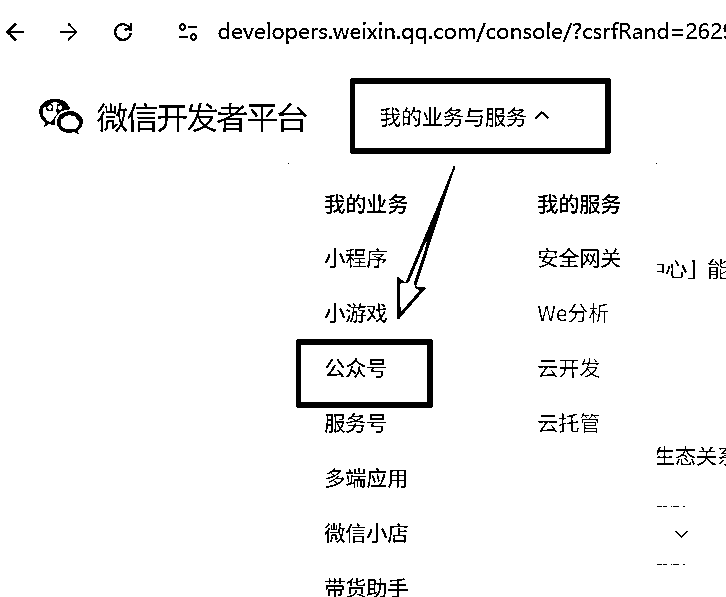 developers.weixin.qq.com/console/?csrfRand=2629
微信开发者平台
我的业务与服务
我的业务 我的服务
小程序 安全网关
中心」能
小游戏 We分析
公众号 云开发
服务号 云托管
生态关系
多端应用
微信小店
带货助手